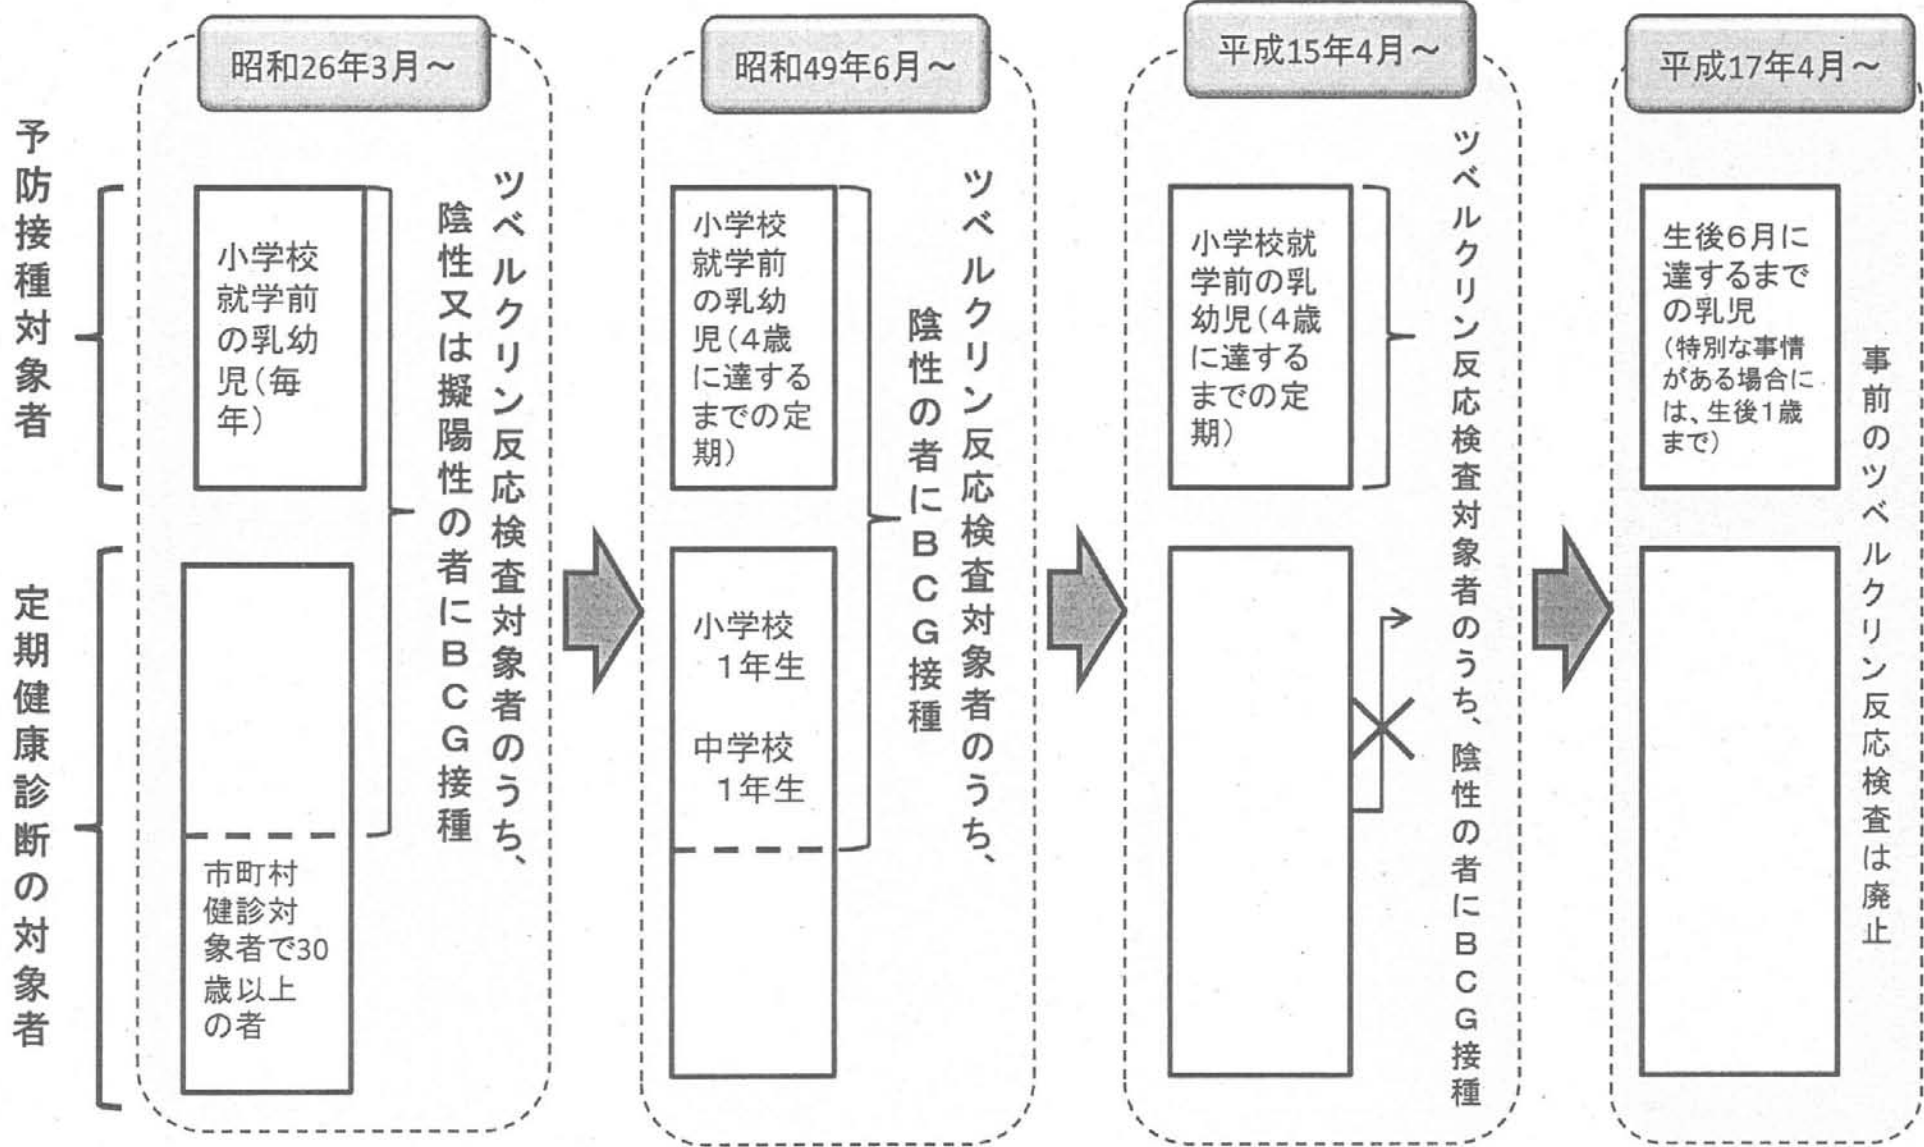 昭和26年3月～
昭和49年6月～
平成15年4月～
平成17年4月～
予防接種対象者
定期健康診断の対象者
小学校
就学前
の乳幼
児(毎
年)
市町村
健診対
象者で30
歳以上
の者
ツベルクリン反応検査対象者のうち、
陰性又は擬陽性の者にBCG接種
小学校
就学前
の乳幼
児(4歳
に達する
までの定
期)
小学校
1年生
中学校
1年生
ツベルクリン反応検査対象者のうち、
陰性の者にBCG接種
小学校就
学前の乳
幼児(4歳
に達する
までの定
期)
ツベルクリン反応検査対象者のうち、陰性の者にBCG接種
生後6月に
達するまで
の乳児
(特別な事情
がある場合に
は、生後1歳
まで)
事前のツベルクリン反応検査は廃止